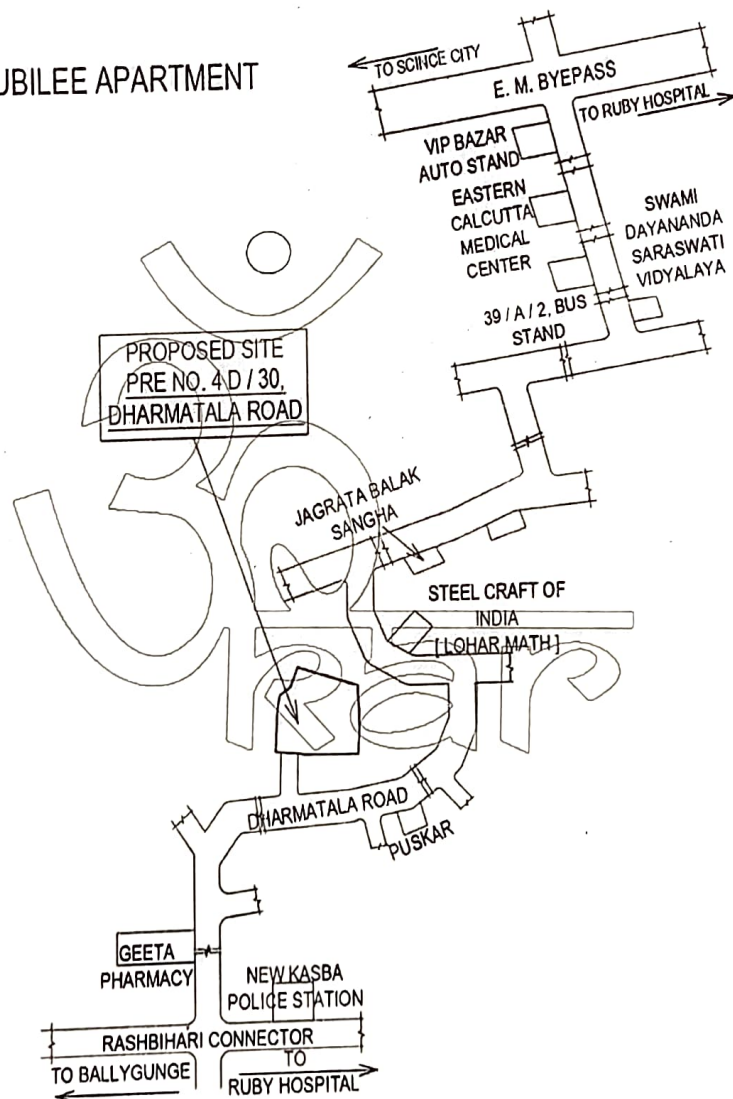 UBILEE APARTMENT
TO SCINCE CITY
E. M. BYEPASS
TO RUBY HOSPITAL
VIP BAZAR
AUTO STAND
EASTERN
CALCUTTA
MEDICAL
CENTER
SWAMI
DAYANANDA
SARASWATI
VIDYALAYA
39 / A / 2, BUS
STAND
PROPOSED SITE
PRE NO. 4 D / 30,
DHARMATALA ROAD
JAGRATA BALAK
SANGHA
STEEL CRAFT OF
INDIA
[ LOHAR MATH ]
DHARMATALA ROAD
PUSKAR
GEETA
PHARMACY
NEW KASBA
POLICE STATION
RASHBIHARI CONNECTOR
TO BALLYGUNGE
TO
RUBY HOSPITAL